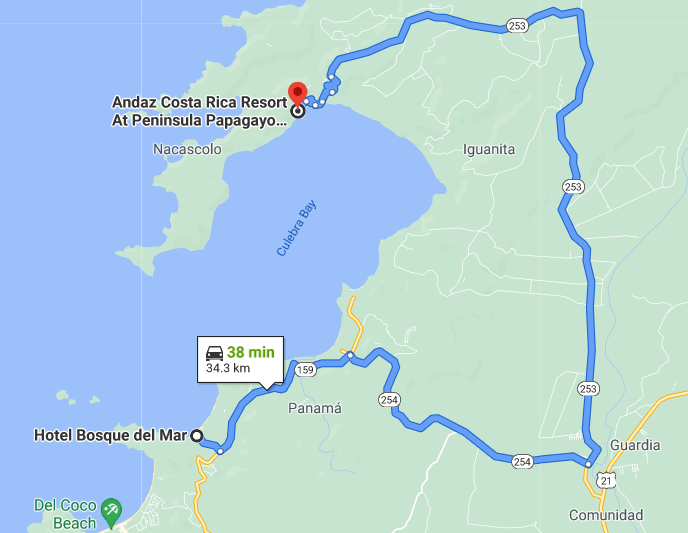 253
Andaz Costa Rica Resort
At Peninsula Papagayo...
Nacascolo
Iguanita
253
Culebra Bay
38 min
34.3 km
159
Panamá
254
253
Hotel Bosque del Mar
Guardia
254
21
Del Coco
Beach
Comunidad